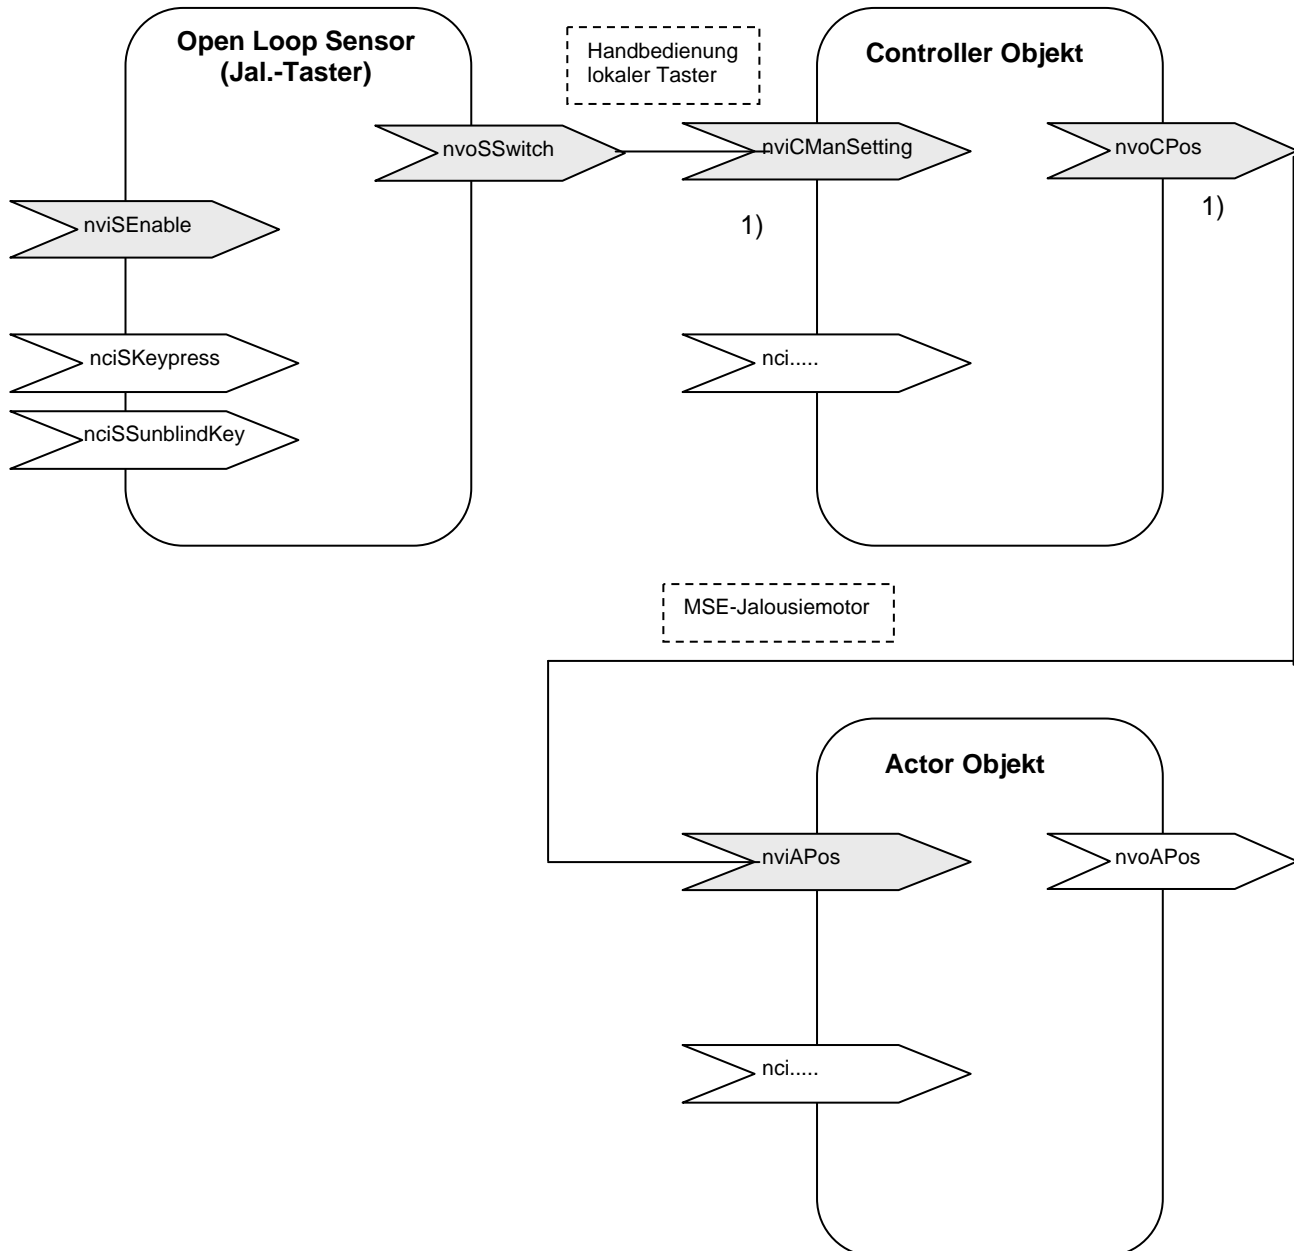 Open Loop Sensor
(Jal.-Taster)
Handbedienung
lokaler Taster
Controller Objekt
nvoSSwitch
nviCManSetting
nvoCPos
1)
1)
nviSEnable
nciSKeypress
nci.....
nciSSunblindKey
MSE-Jalousiemotor
Actor Objekt
nviAPos
nvoAPos
nci.....